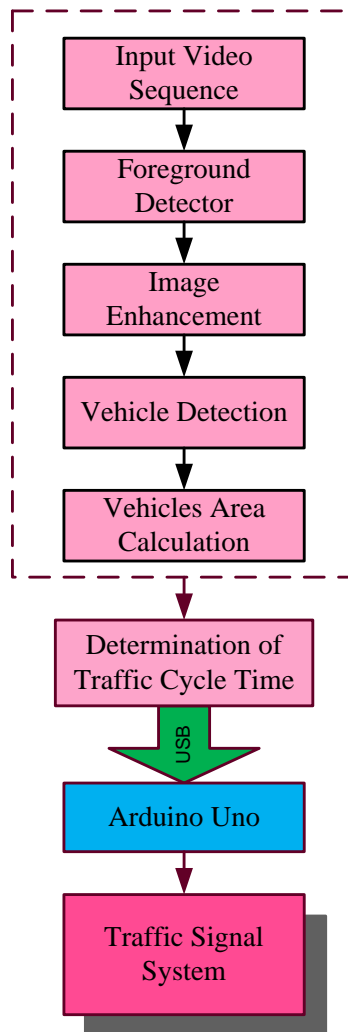 Input Video
Sequence
Foreground
Detector
Image
Enhancement
Vehicle Detection
Vehicles Area
Calculation
Determination of
Traffic Cycle Time
USB
Arduino Uno
Traffic Signal
System